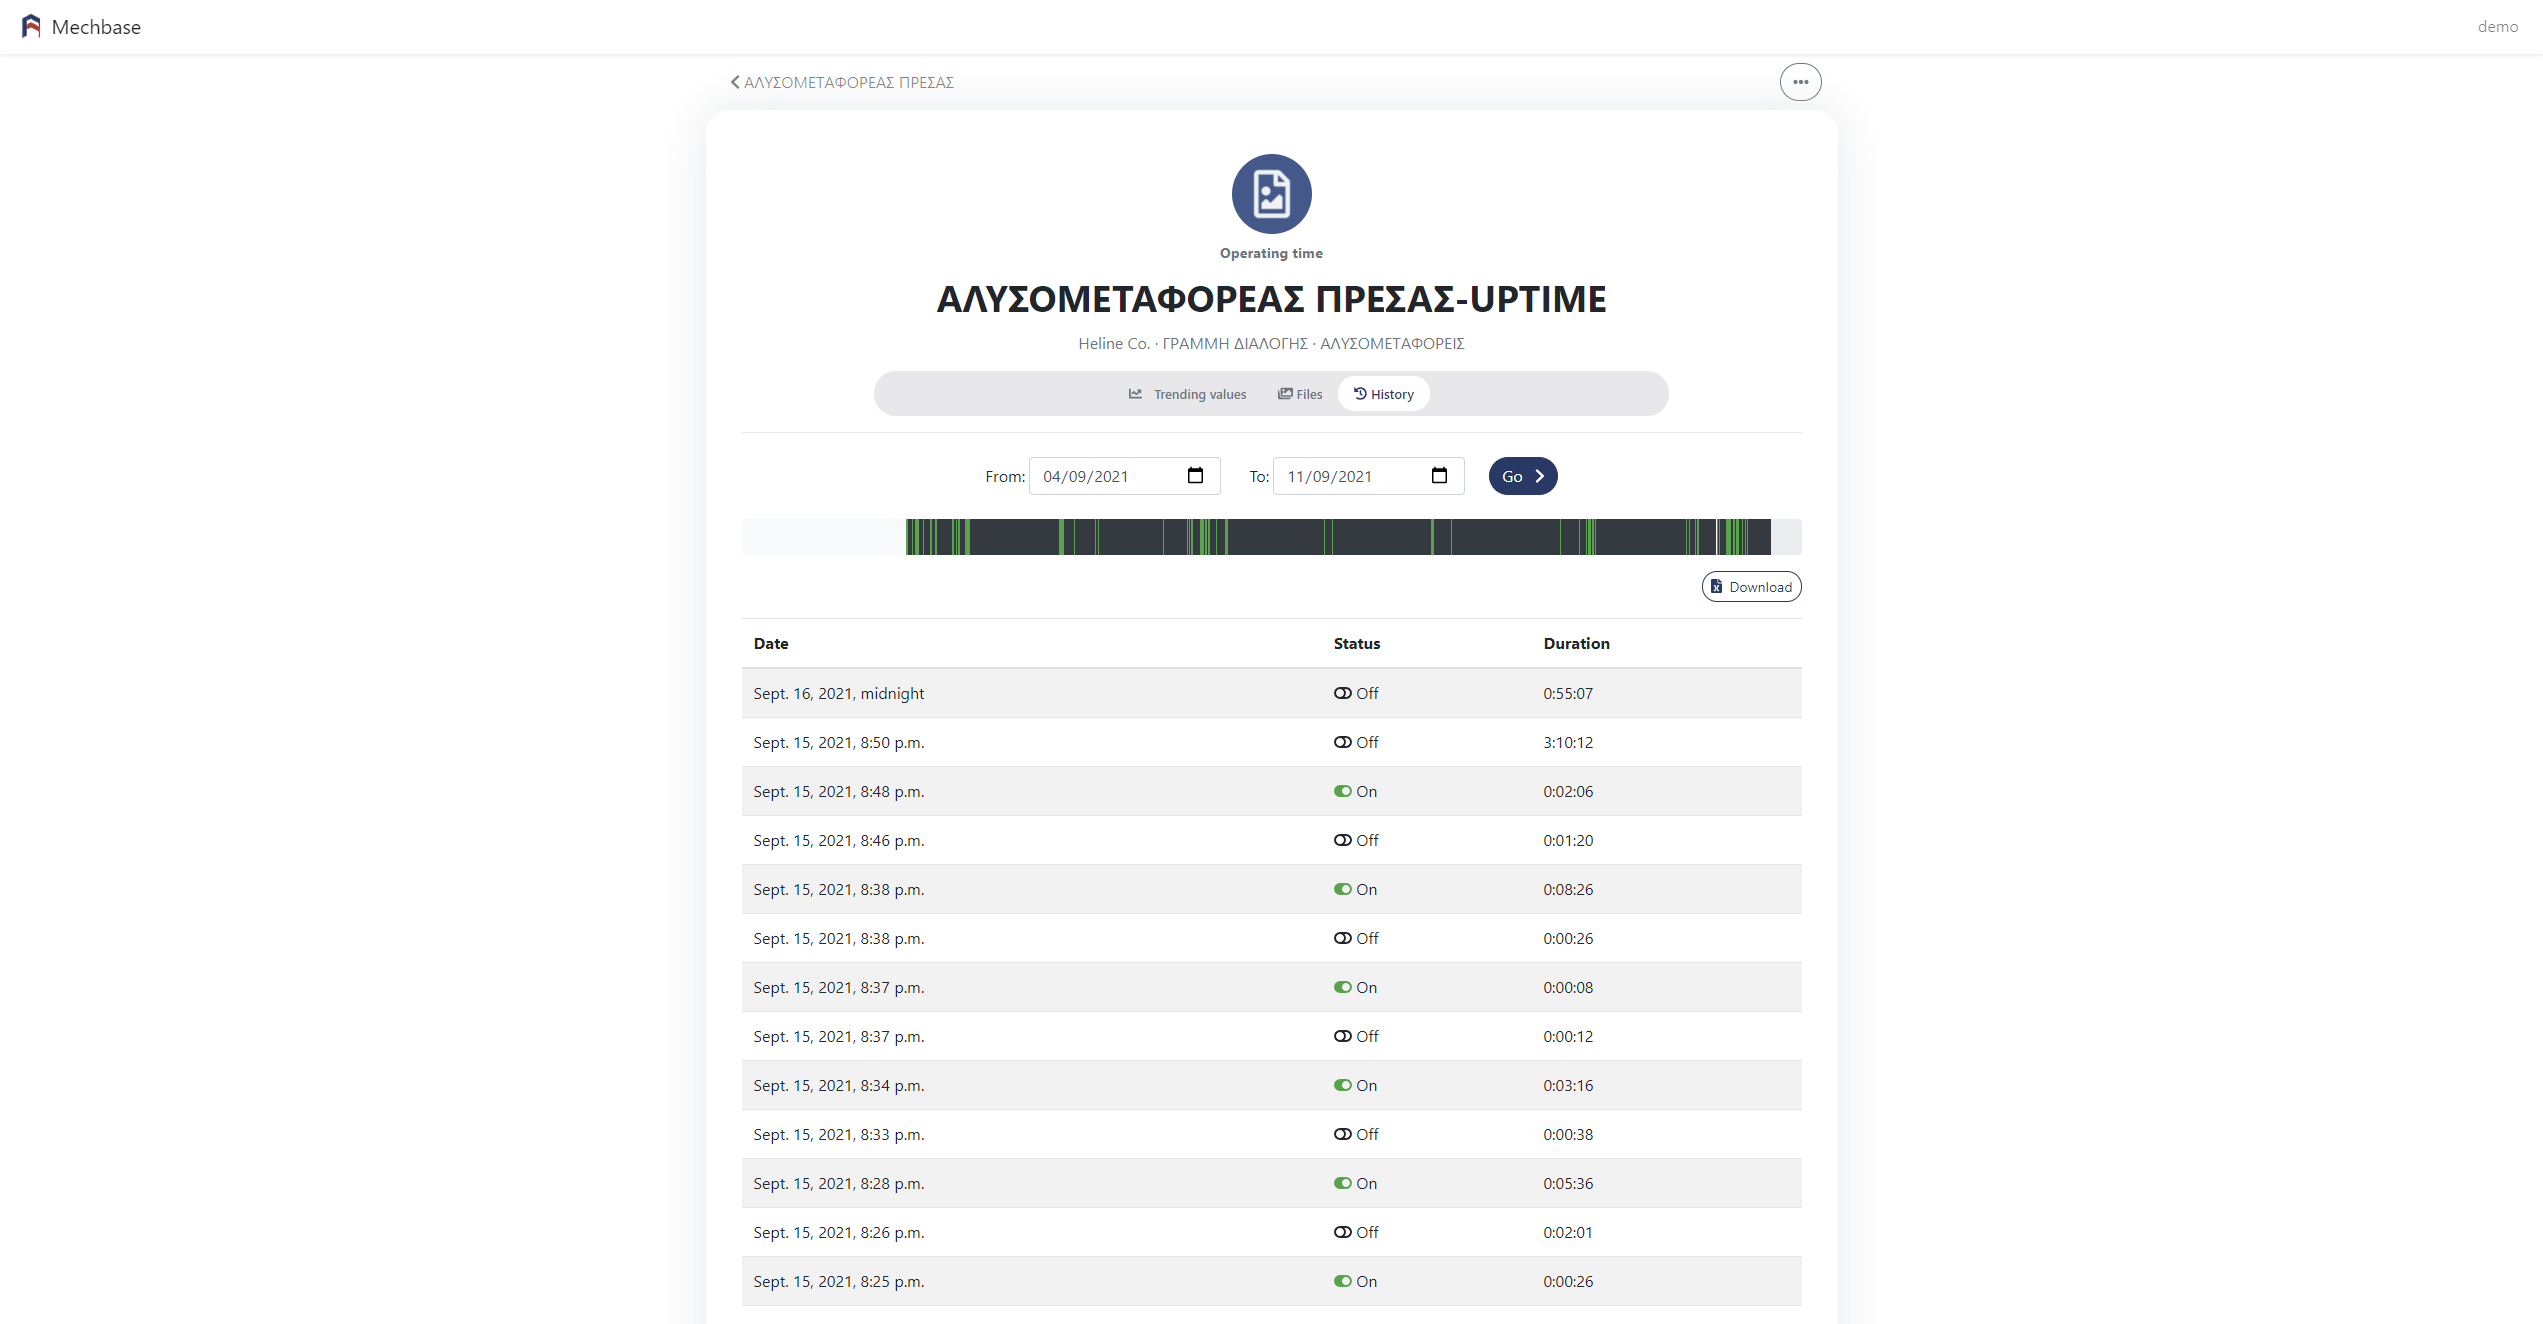 Mechbase
demo
ΑΛΥΣΟΜΕΤΑΦΟΡΕΑΣ ΠΡΕΣΑΣ
Operating time
ΑΛΥΣΟΜΕΤΑΦΟΡΕΑΣ ΠΡΕΣΑΣ-UPTIME
Heline Co. · ΓΡΑΜΜΗ ΔΙΑΛΟΓΗΣ · ΑΛΥΣΟΜΕΤΑΦΟΡΕΙΣ
Trending values Files History
From: 04/09/2021 To: 11/09/2021 Go
Download
Date Status Duration
Sept. 16, 2021, midnight Off 0:55:07
Sept. 15, 2021, 8:50 p.m. Off 3:10:12
Sept. 15, 2021, 8:48 p.m. On 0:02:06
Sept. 15, 2021, 8:46 p.m. Off 0:01:20
Sept. 15, 2021, 8:38 p.m. On 0:08:26
Sept. 15, 2021, 8:38 p.m. Off 0:00:26
Sept. 15, 2021, 8:37 p.m. On 0:00:08
Sept. 15, 2021, 8:37 p.m. Off 0:00:12
Sept. 15, 2021, 8:34 p.m. On 0:03:16
Sept. 15, 2021, 8:33 p.m. Off 0:00:38
Sept. 15, 2021, 8:28 p.m. On 0:05:36
Sept. 15, 2021, 8:26 p.m. Off 0:02:01
Sept. 15, 2021, 8:25 p.m. On 0:00:26